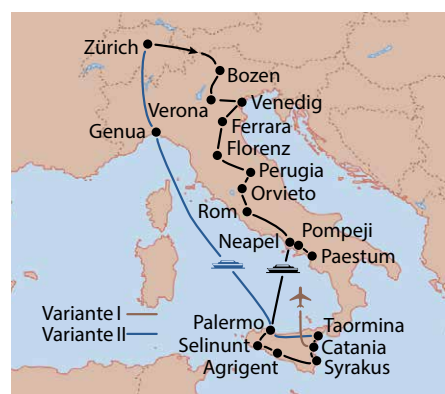 Zürich
Bozen
Verona
Venedig
Ferrara
Genua
Florenz
Perugia
Orvieto
Rom
Neapel
Pompeji
Paestum
Variante I
Variante II
Palermo
Taormina
Selinunt
Catania
Agrigent
Syrakus